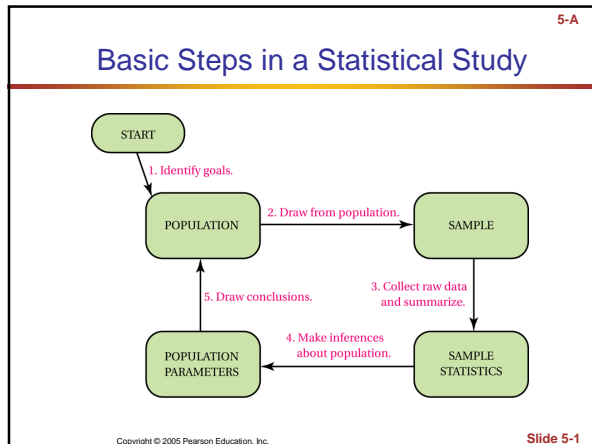 5-A
Basic Steps in a Statistical Study
START
1. Identify goals.
POPULATION
2. Draw from population.
SAMPLE
3. Collect raw data
and summarize.
5. Draw conclusions.
4. Make inferences
about population.
POPULATION
PARAMETERS
SAMPLE
STATISTICS
Copyright © 2005 Pearson Education, Inc.
Slide 5-1